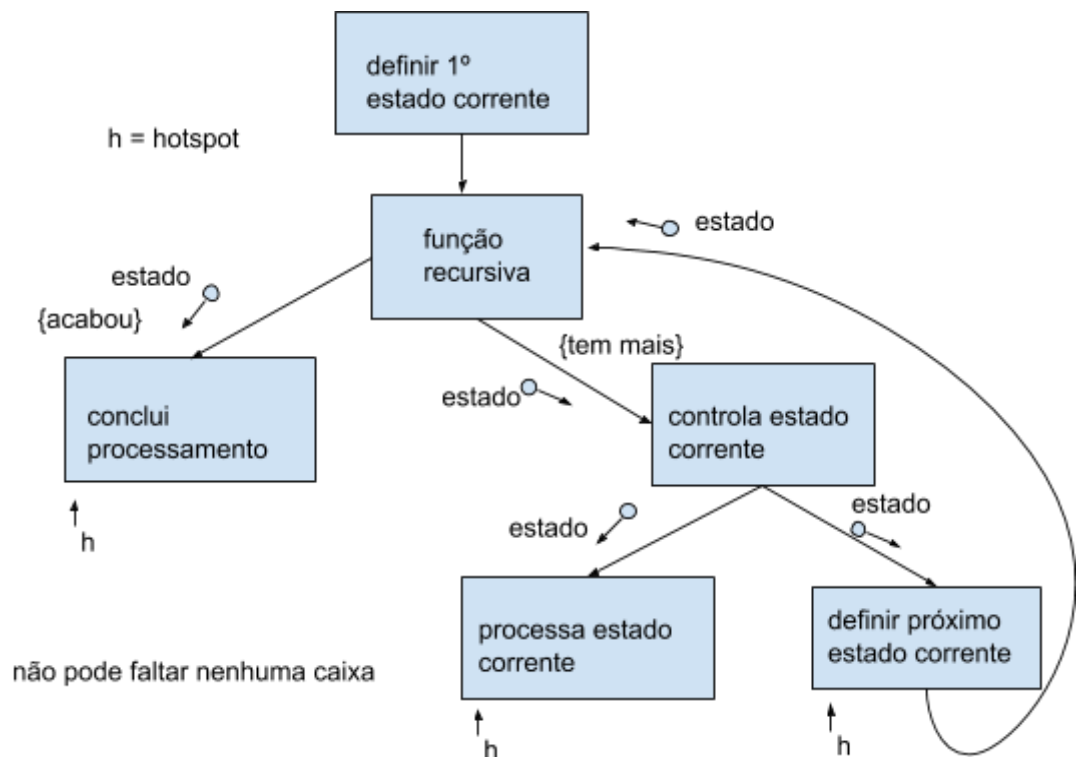 definir 1º
estado corrente
h = hotspot
função
recursiva
estado
estado
{acabou}
{tem mais}
estado
conclui
processamento
controla estado
corrente
h
estado
estado
processa estado
corrente
definir próximo
estado corrente
não pode faltar nenhuma caixa
h
h